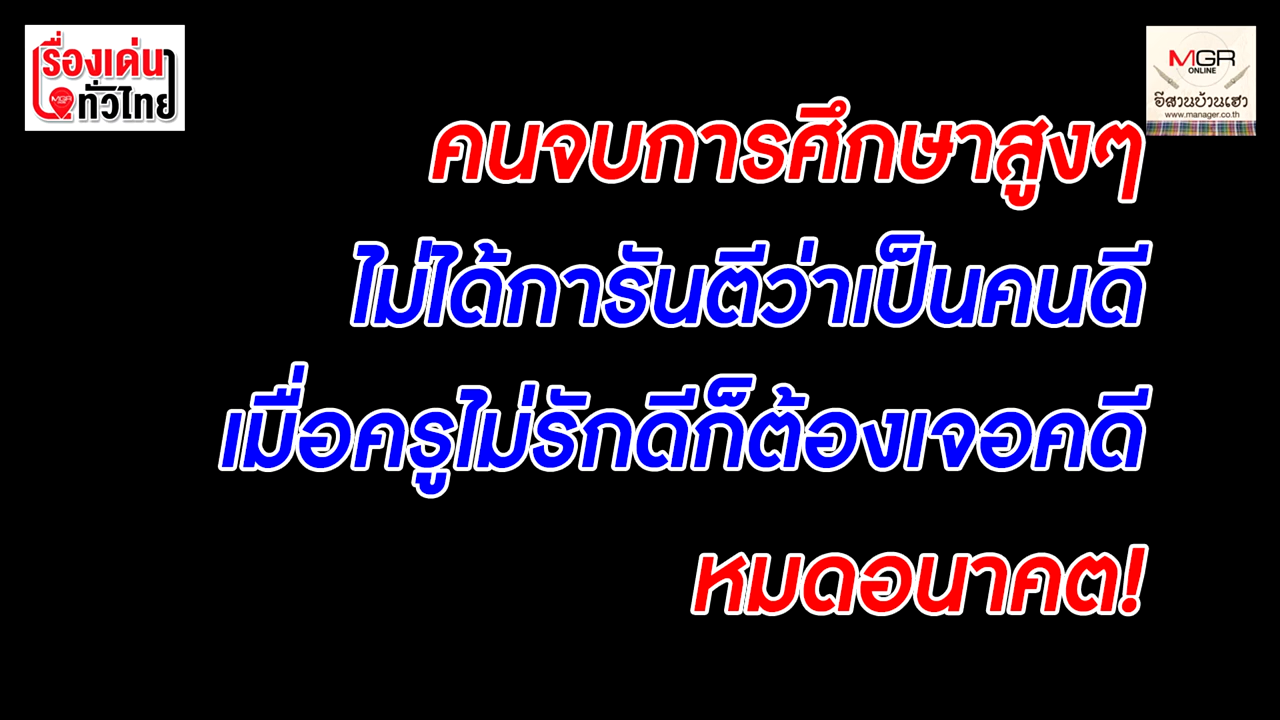 เรื่องเด่น
ทั่วไทย
MGR
ONLINE
อีสานบ้านเฮา
www.manager.co.th
คนจบการศึกษาสูงๆ
ไม่ได้การันตีว่าเป็นคนดี
เมื่อครูไม่รักดีก็ต้องเจอคดี
หมดอนาคต!